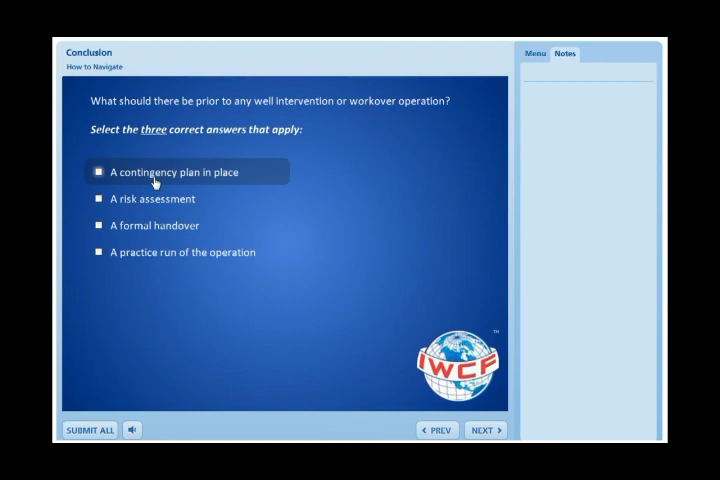 Conclusion
How to Navigate
Menu Notes
What should there be prior to any well intervention or workover operation?
Select the three correct answers that apply:
A contingency plan in place
A risk assessment
A formal handover
A practice run of the operation
TM
IWCF
SUBMIT ALL
PREV
NEXT